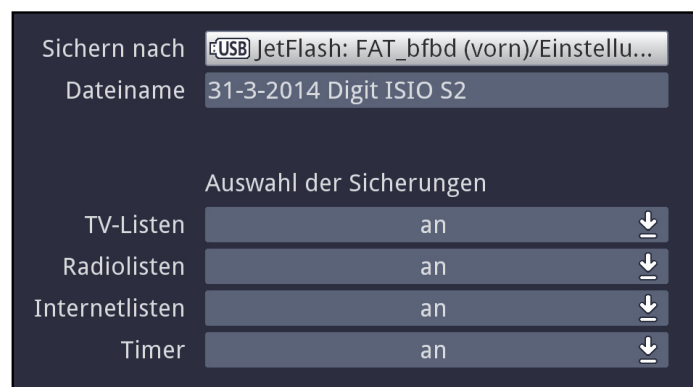 Sichern nach USB JetFlash: FAT_bfbd (vorn)/Einstellu...
Dateiname 31-3-2014 Digit ISIO S2
Auswahl der Sicherungen
TV-Listen an
Radiolisten an
Internetlisten an
Timer an